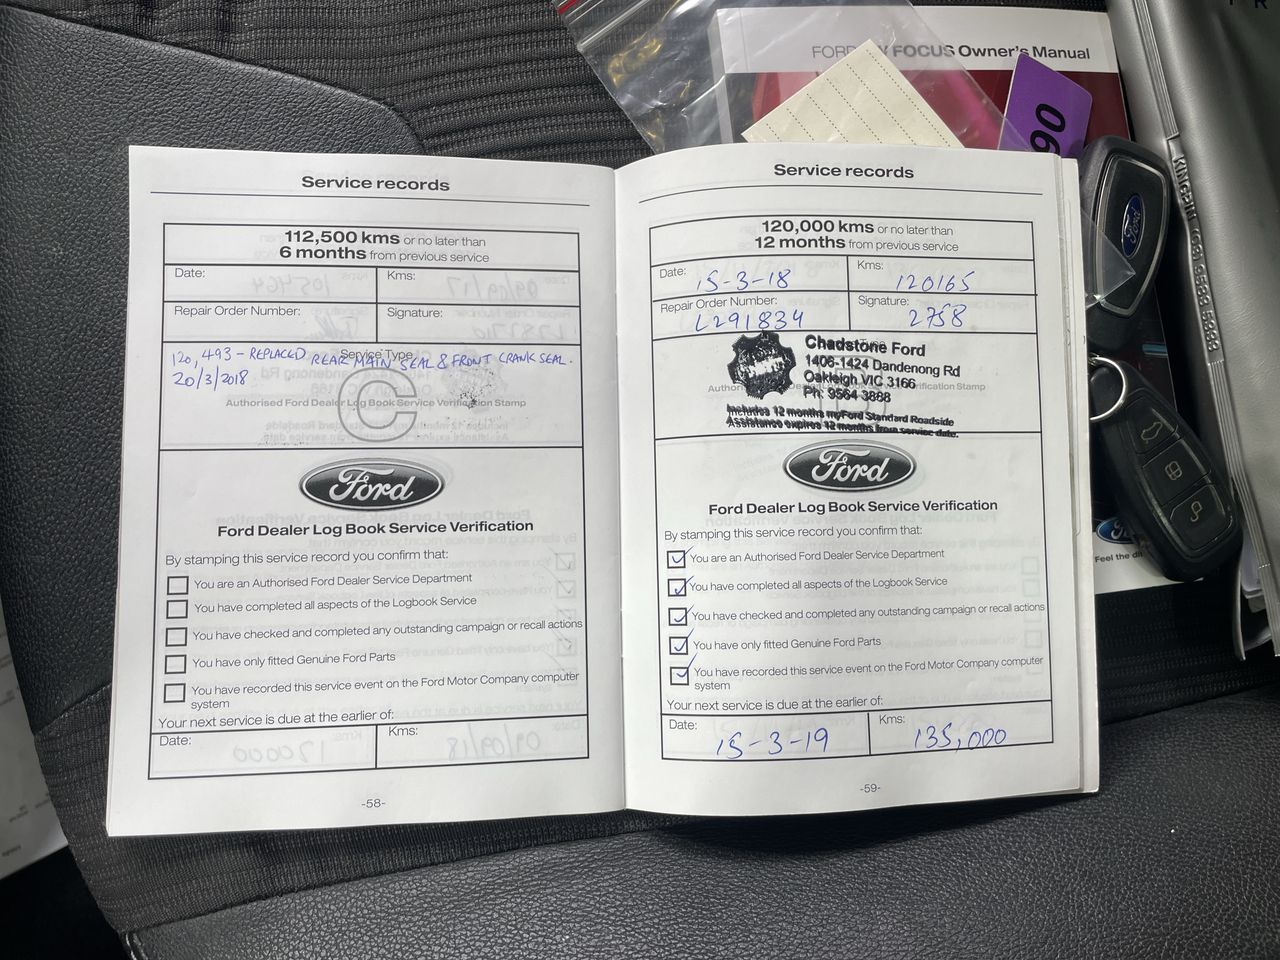 FORD FOCUS Owner's Manual
90
KINGPIN (03) 9563 5333
Ford
Feel the di
Service records
112,500 kms or no later than
6 months from previous service
Date:
Kms:
Repair Order Number:
Signature:
Service Type
120,493 - REPLACED REAR MAIN SEAL & FRONT CRANK SEAL.
20/3/2018
C
Authorised Ford Dealer Log Book Service Verification Stamp
Ford
Ford Dealer Log Book Service Verification
By stamping this service record you confirm that:
You are an Authorised Ford Dealer Service Department
You have completed all aspects of the Logbook Service
You have checked and completed any outstanding campaign or recall actions
You have only fitted Genuine Ford Parts
You have recorded this service event on the Ford Motor Company computer
system
Your next service is due at the earlier of:
Date:
Kms:
-58-
Service records
120,000 kms or no later than
12 months from previous service
Date: 15-3-18
Kms: 120165
Repair Order Number: L291834
Signature: 2758
Chadstone Ford
1406-1424 Dandenong Rd
Oakleigh VIC 3166
Ph: 9564 3888
Includes 12 months myFord Standard Roadside
Assistance expires 12 months from service date.
Ford
Ford Dealer Log Book Service Verification
By stamping this service record you confirm that:
You are an Authorised Ford Dealer Service Department
You have completed all aspects of the Logbook Service
You have checked and completed any outstanding campaign or recall actions
You have only fitted Genuine Ford Parts
You have recorded this service event on the Ford Motor Company computer
system
Your next service is due at the earlier of:
Date: 15-3-19
Kms: 135,000
-59-